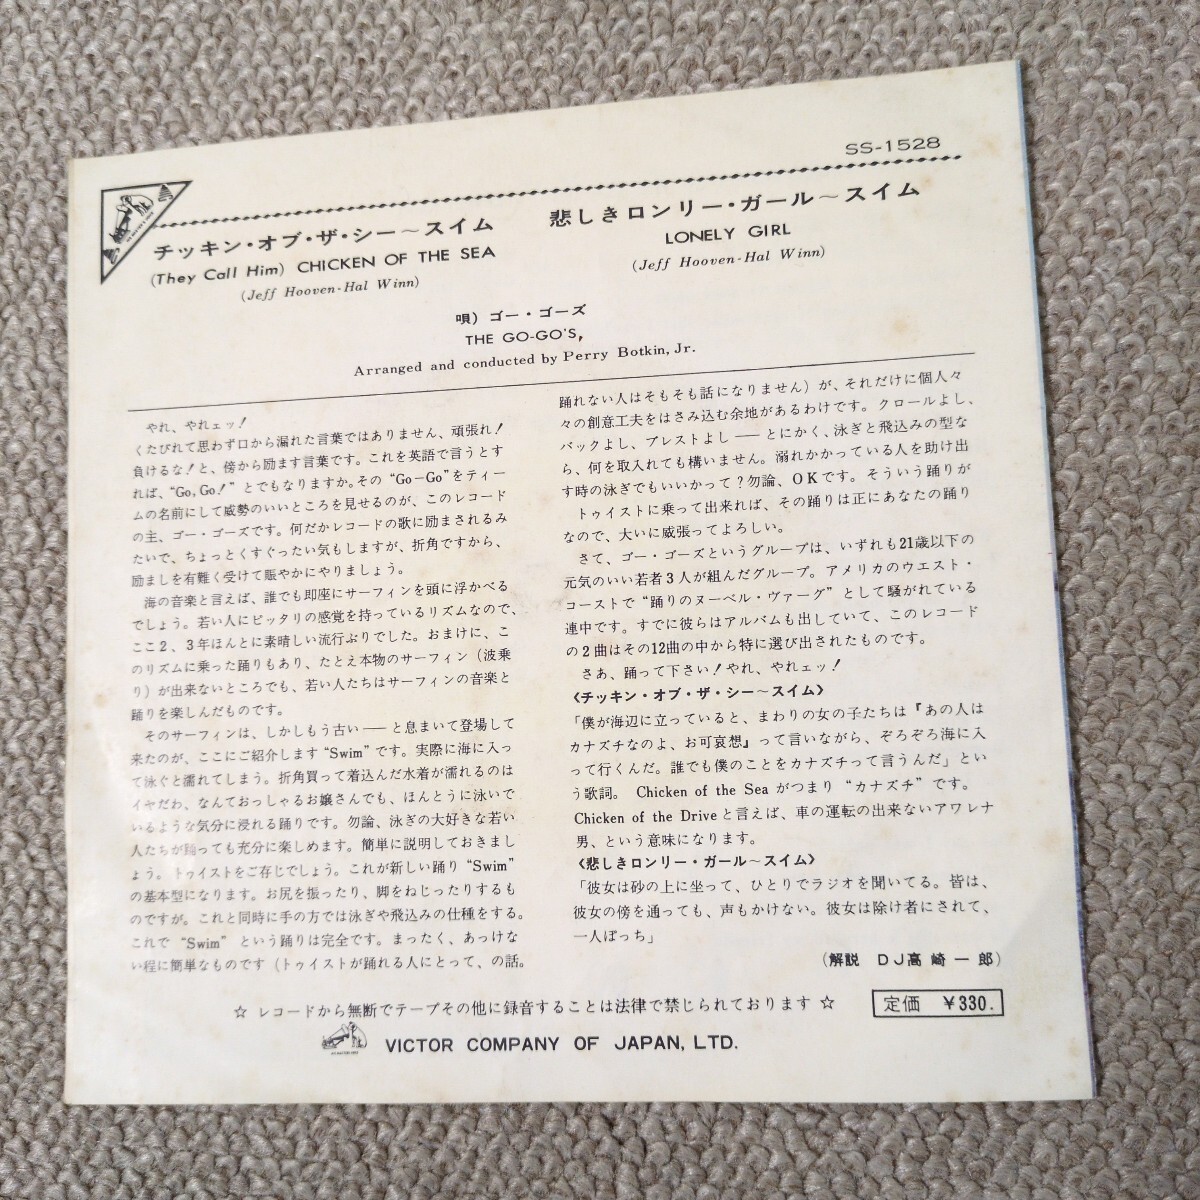 SS-1528
チッキン・オブ・ザ・シー〜スイム
(They Call Him) CHICKEN OF THE SEA
(Jeff Hooven-Hal Winn)
悲しきロンリー・ガール〜スイム
LONELY GIRL
(Jeff Hooven-Hal Winn)
唄) ゴー・ゴーズ
THE GO-GO'S,
Arranged and conducted by Perry Botkin, Jr.
やれ、やれェッ!
くたびれて思わず口から漏れた言葉ではありません、頑張れ!
負けるな!と、傍から励ます言葉です。これを英語で言うとす
れば、“Go, Go!” とでもなりますか。その “Go-Go” をティー
ムの名前にして威勢のいいところを見せるのが、このレコード
の主、ゴー・ゴーズです。何だかレコードの歌に励まされるみ
たいで、ちょっとくすぐったい気もしますが、折角ですから、
励ましを有難く受けて賑やかにやりましょう。
海の音楽と言えば、誰でも即座にサーフィンを頭に浮かべる
でしょう。若い人にピッタリの感覚を持っているリズムなので、
ここ2、3年ほんとに素晴しい流行ぶりでした。おまけに、こ
のリズムに乗った踊りもあり、たとえ本物のサーフィン（波乗
り）が出来ないところでも、若い人たちはサーフィンの音楽と
踊りを楽しんだものです。
そのサーフィンは、しかしもう古い――と息まいて登場して
来たのが、ここにご紹介します “Swim” です。実際に海に入っ
て泳ぐと濡れてしまう。折角買って着込んだ水着が濡れるのは
イヤだわ、なんておっしゃるお嬢さんでも、ほんとうに泳いで
いるような気分に浸れる踊りです。勿論、泳ぎの大好きな若い
人たちが踊っても充分に楽しめます。簡単に説明しておきまし
ょう。トゥイストをご存じでしょう。これが新しい踊り “Swim”
の基本型になります。お尻を振ったり、脚をねじったりするも
のですが。これと同時に手の方では泳ぎや飛込みの仕種をする。
これで “Swim” という踊りは完全です。まったく、あっけな
い程に簡単なものです（トゥイストが踊れる人にとって、の話。
踊れない人はそもそも話になりません）が、それだけに個人々
々の創意工夫をはさみ込む余地があるわけです。クロールよし、
バックよし、ブレストよし――とにかく、泳ぎと飛込みの型な
ら、何を取入れても構いません。溺れかかっている人を助け出
す時の泳ぎでもいいかって？勿論、OKです。そういう踊りが
トゥイストに乗って出来れば、その踊りは正にあなたの踊り
なので、大いに威張ってよろしい。
さて、ゴー・ゴーズというグループは、いずれも21歳以下の
元気のいい若者3人が組んだグループ。アメリカのウエスト・
コーストで “踊りのヌーベル・ヴァーグ” として騒がれている
連中です。すでに彼らはアルバムも出していて、このレコード
の2曲はその12曲の中から特に選び出されたものです。
さあ、踊って下さい! やれ、やれェッ!
〈チッキン・オブ・ザ・シー〜スイム〉
「僕が海辺に立っていると、まわりの女の子たちは『あの人は
カナズチなのよ、お可哀想』って言いながら、ぞろぞろ海に入
って行くんだ。誰でも僕のことをカナズチって言うんだ」とい
う歌詞。 Chicken of the Sea がつまり “カナズチ” です。
Chicken of the Drive と言えば、車の運転の出来ないアワレナ
男、という意味になります。
〈悲しきロンリー・ガール〜スイム〉
「彼女は砂の上に坐って、ひとりでラジオを聞いてる。皆は、
彼女の傍を通っても、声もかけない。彼女は除け者にされて、
一人ぼっち」
（解説 DJ高崎一郎）
☆ レコードから無断でテープその他に録音することは法律で禁じられております ☆
定価 ¥330.
VICTOR COMPANY OF JAPAN, LTD.